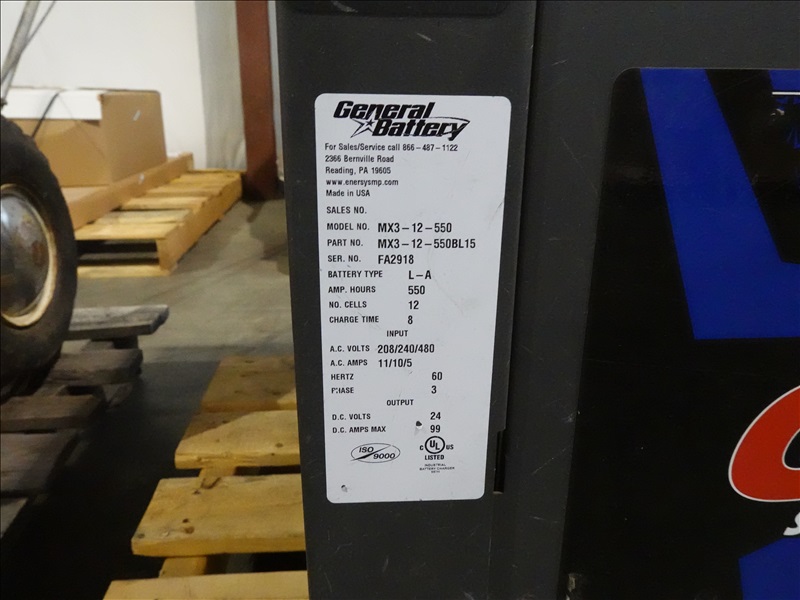 General
Battery
For Sales/Service call 866-487-1122
2366 Bernville Road
Reading, PA 19605
www.enersysmp.com
Made in USA
SALES NO.
MODEL NO. MX3-12-550
PART NO. MX3-12-550BL15
SER. NO. FA2918
BATTERY TYPE L-A
AMP. HOURS 550
NO. CELLS 12
CHARGE TIME 8
INPUT
A.C. VOLTS 208/240/480
A.C. AMPS 11/10/5
HERTZ 60
PHASE 3
OUTPUT
D.C. VOLTS 24
D.C. AMPS MAX 99
ISO 9000
C UL US
LISTED
INDUSTRIAL
BATTERY CHARGER